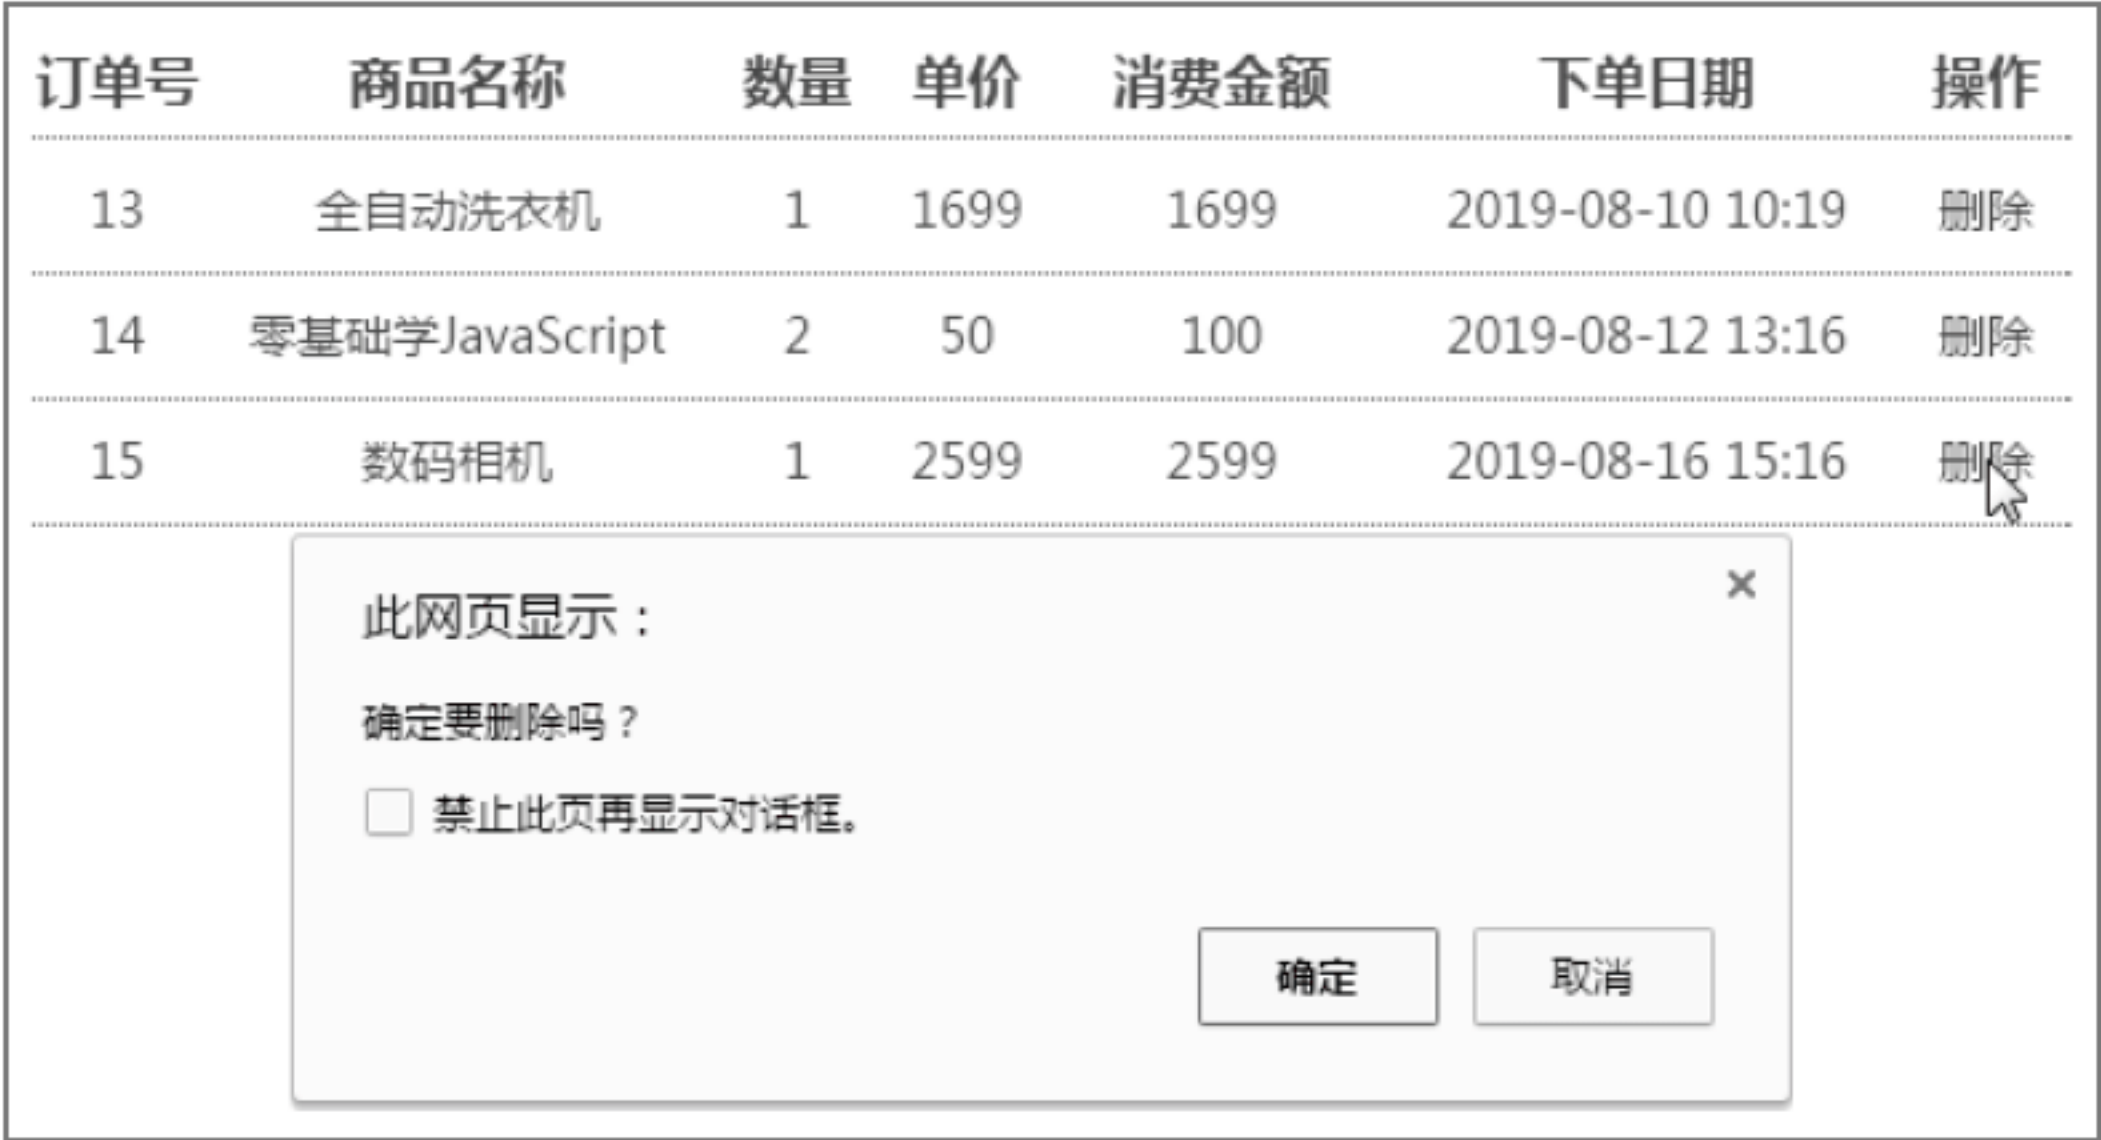 订单号 商品名称 数量 单价 消费金额 下单日期 操作
13 全自动洗衣机 1 1699 1699 2019-08-10 10:19 删除
14 零基础学JavaScript 2 50 100 2019-08-12 13:16 删除
15 数码相机 1 2599 2599 2019-08-16 15:16 删除
此网页显示：
确定要删除吗？
禁止此页再显示对话框。
确定 取消